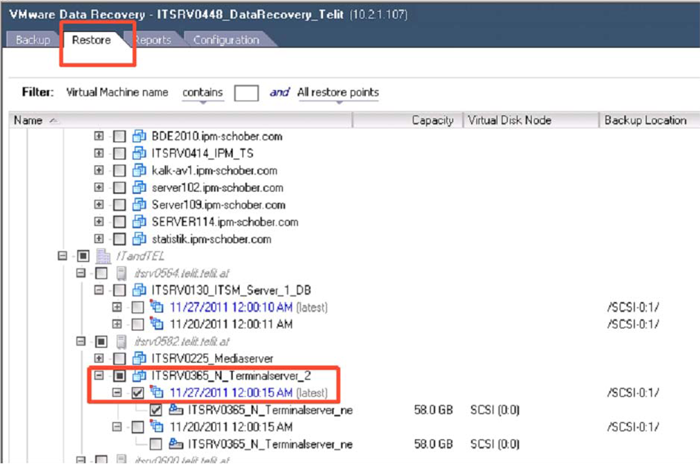 VMware Data Recovery - ITSRV0448_DataRecovery_Telit (10.2.1.107)
Backup Restore Reports Configuration
Filter: Virtual Machine name contains and All restore points
Name Capacity Virtual Disk Node Backup Location
BDE2010.ipm-schober.com
ITSRV0414_IPM_TS
kalk-av1.ipm-schober.com
server102.ipm-schober.com
Server109.ipm-schober.com
SERVER114.ipm-schober.com
statistik.ipm-schober.com
ITandTEL
itsrv0564.telit.telit.at
ITSRV0130_ITSM_Server_1_DB
11/27/2011 12:00:10 AM (latest) /SCSI-0:1/
11/20/2011 12:00:11 AM /SCSI-0:1/
itsrv0582.telit.telit.at
ITSRV0225_Mediaserver
ITSRV0365_N_Terminalserver_2
11/27/2011 12:00:15 AM (latest) /SCSI-0:1/
ITSRV0365_N_Terminalserver_ne 58.0 GB SCSI (0:0)
11/20/2011 12:00:15 AM /SCSI-0:1/
ITSRV0365_N_Terminalserver_ne 58.0 GB SCSI (0:0)